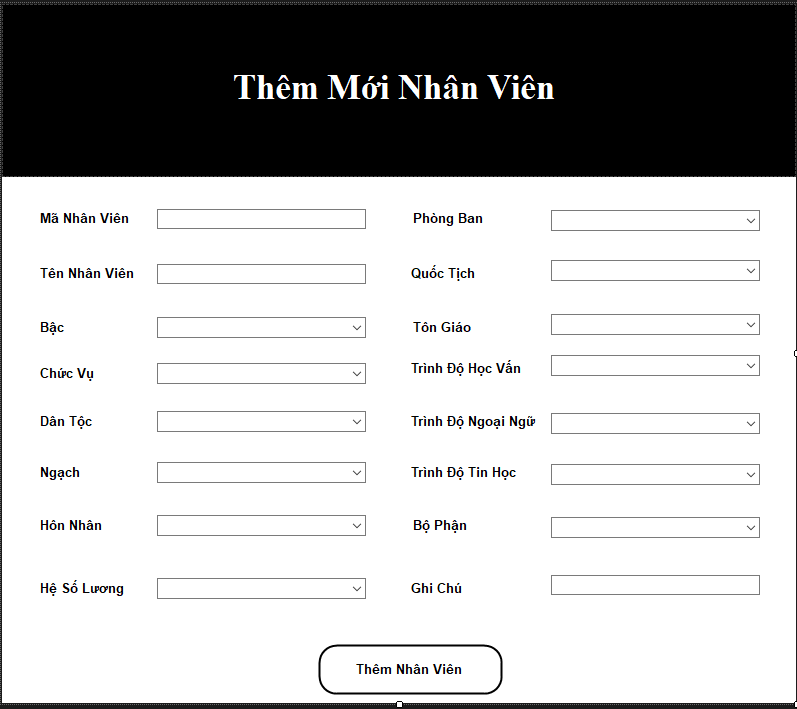 Thêm Mới Nhân Viên
Mã Nhân Viên
Phòng Ban
Tên Nhân Viên
Quốc Tịch
Bậc
Tôn Giáo
Chức Vụ
Trình Độ Học Vấn
Dân Tộc
Trình Độ Ngoại Ngữ
Ngạch
Trình Độ Tin Học
Hôn Nhân
Bộ Phận
Hệ Số Lương
Ghi Chú
Thêm Nhân Viên